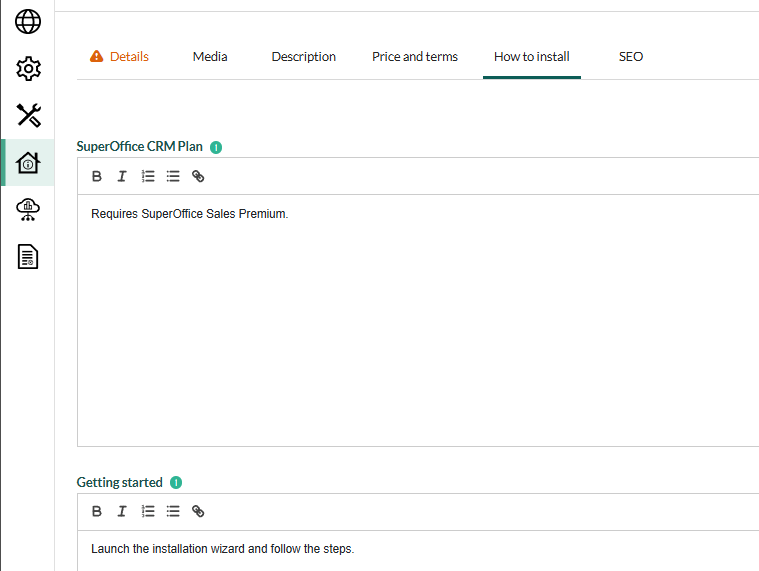 Details
Media
Description
Price and terms
How to install
SEO
SuperOffice CRM Plan
Requires SuperOffice Sales Premium.
Getting started
Launch the installation wizard and follow the steps.